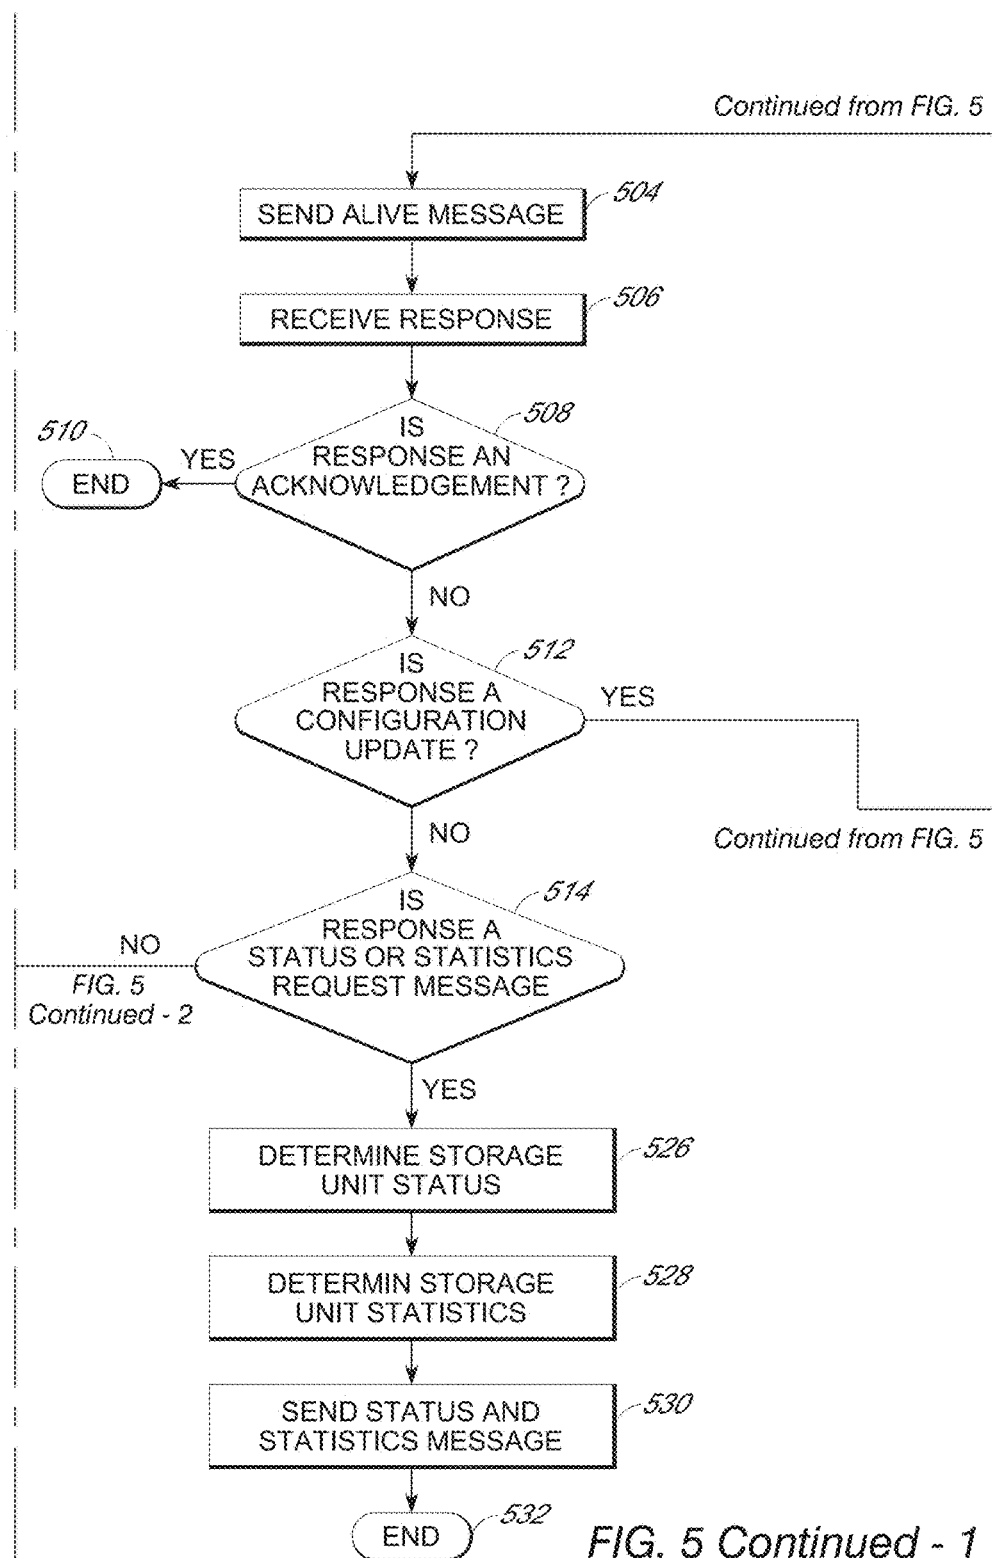 Continued from FIG. 5
SEND ALIVE MESSAGE
504
RECEIVE RESPONSE
506
IS
RESPONSE AN
ACKNOWLEDGEMENT ?
508
510
YES
END
NO
IS
RESPONSE A
CONFIGURATION
UPDATE ?
512
YES
Continued from FIG. 5
NO
IS
RESPONSE A
STATUS OR STATISTICS
REQUEST MESSAGE
514
NO
FIG. 5
Continued - 2
YES
DETERMINE STORAGE
UNIT STATUS
526
DETERMIN STORAGE
UNIT STATISTICS
528
SEND STATUS AND
STATISTICS MESSAGE
530
END
532
FIG. 5 Continued - 1